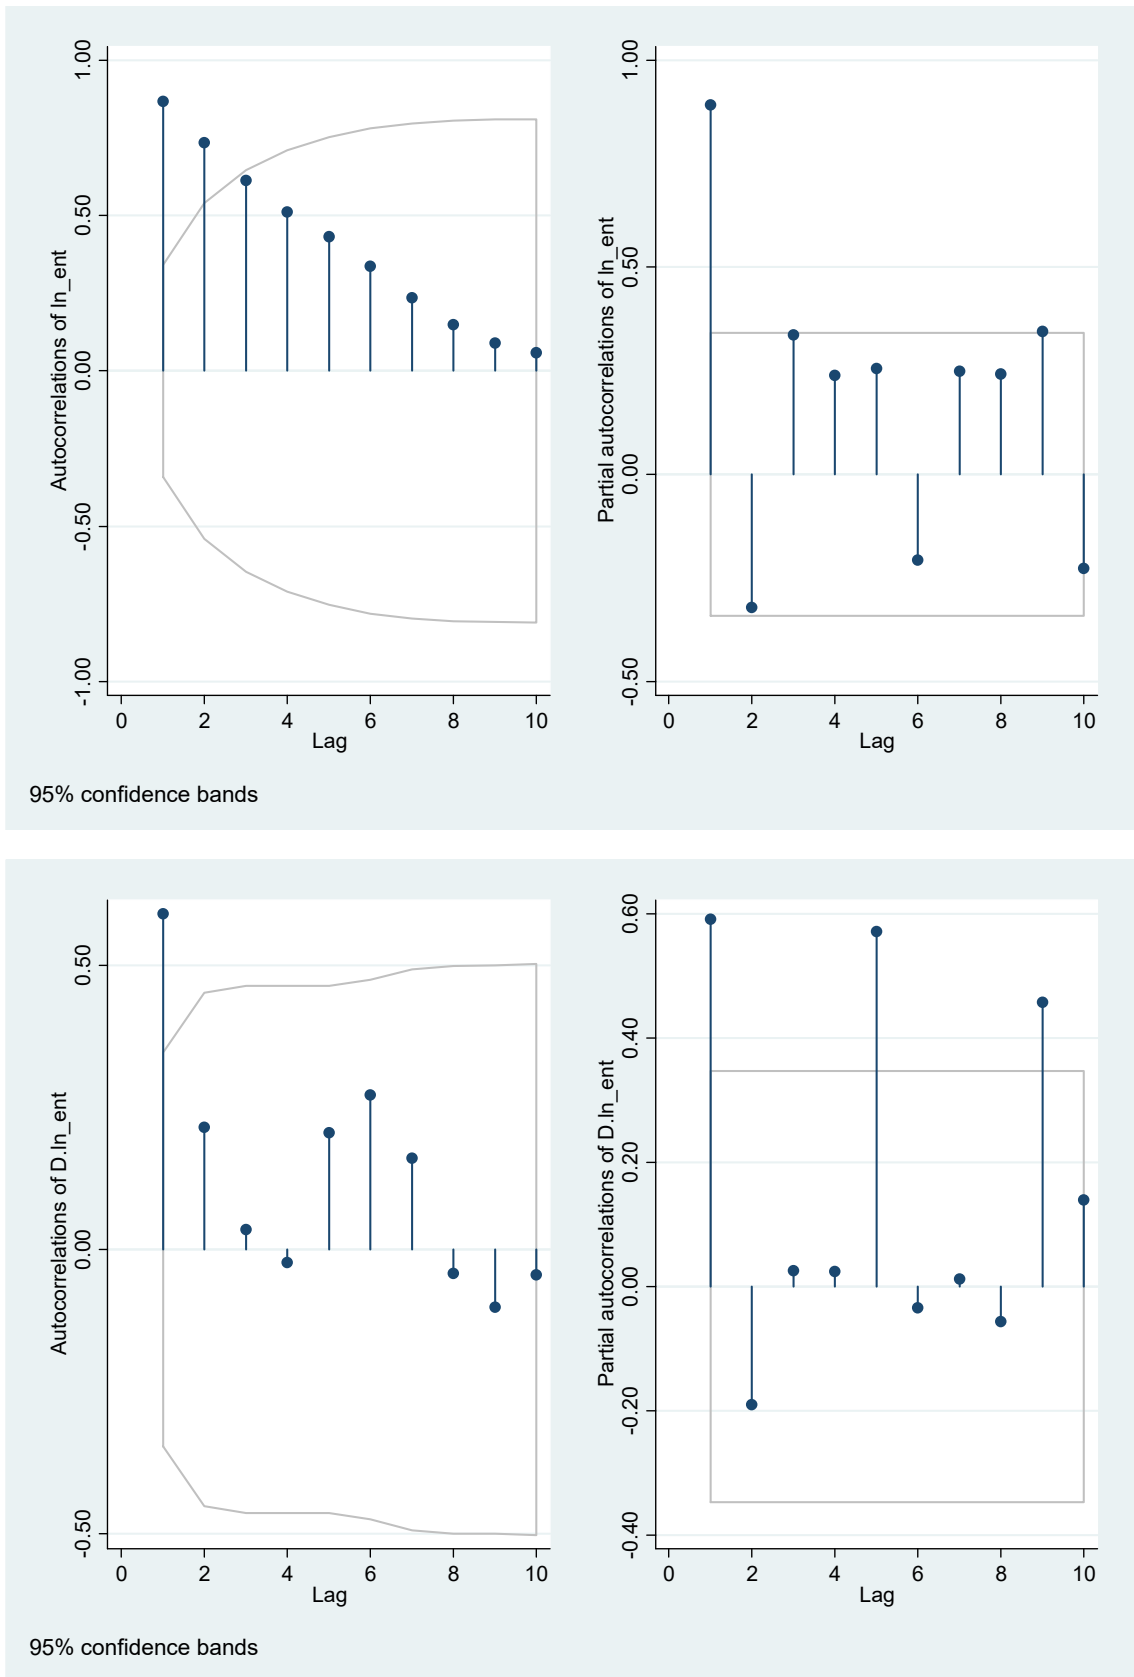 Autocorrelations of ln_ent
1.00
0.50
0.00
-0.50
-1.00
0 2 4 6 8 10
Lag
Partial autocorrelations of ln_ent
1.00
0.50
0.00
-0.50
0 2 4 6 8 10
Lag
95% confidence bands
Autocorrelations of D.ln_ent
0.50
0.00
-0.50
0 2 4 6 8 10
Lag
Partial autocorrelations of D.ln_ent
0.60
0.40
0.20
0.00
-0.20
-0.40
0 2 4 6 8 10
Lag
95% confidence bands